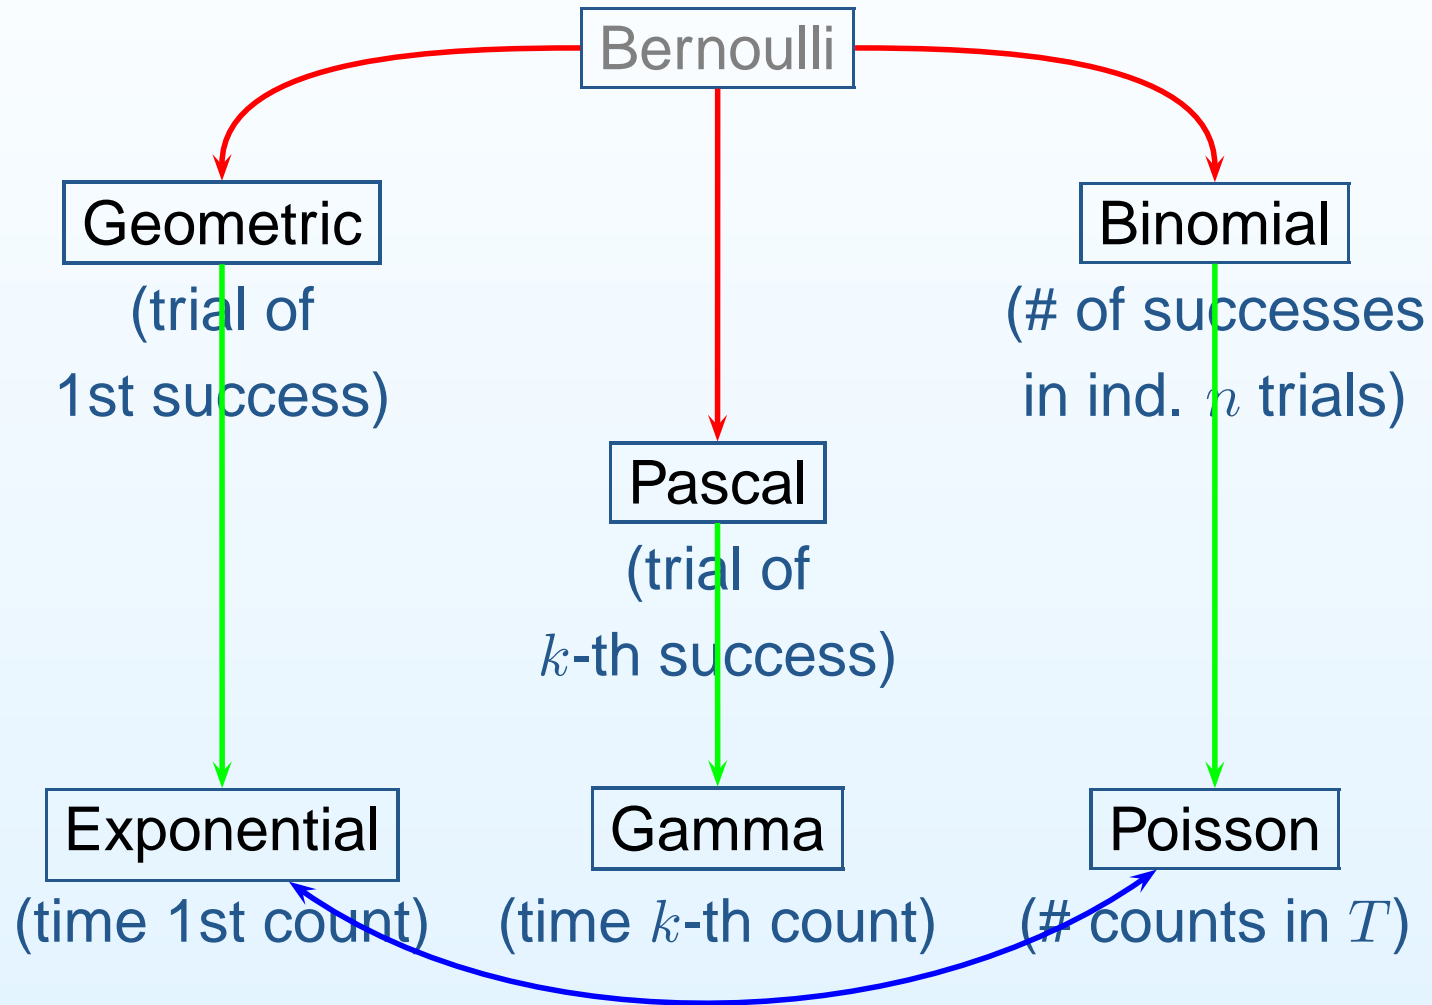 Bernoulli
Geometric
Binomial
(trial of
1st success)
(# of successes
in ind. n trials)
Pascal
(trial of
k-th success)
Exponential
Gamma
Poisson
(time 1st count)
(time k-th count)
(# counts in T)